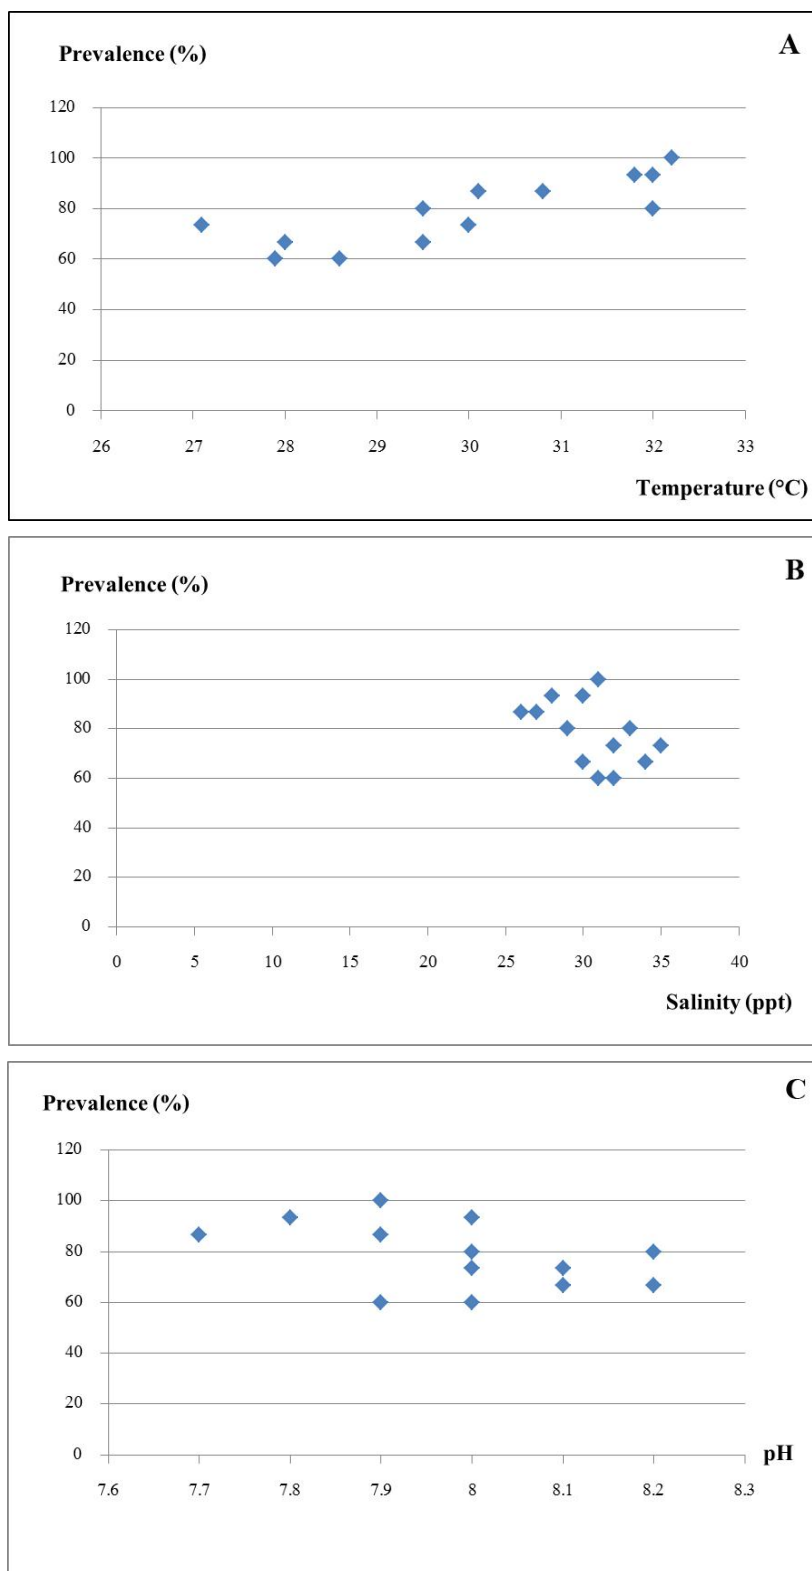 A
Prevalence (%)
120
100
80
60
40
20
0
26 27 28 29 30 31 32 33
Temperature (°C)
B
Prevalence (%)
120
100
80
60
40
20
0
0 5 10 15 20 25 30 35 40
Salinity (ppt)
C
Prevalence (%)
120
100
80
60
40
20
0
pH
7.6 7.7 7.8 7.9 8 8.1 8.2 8.3